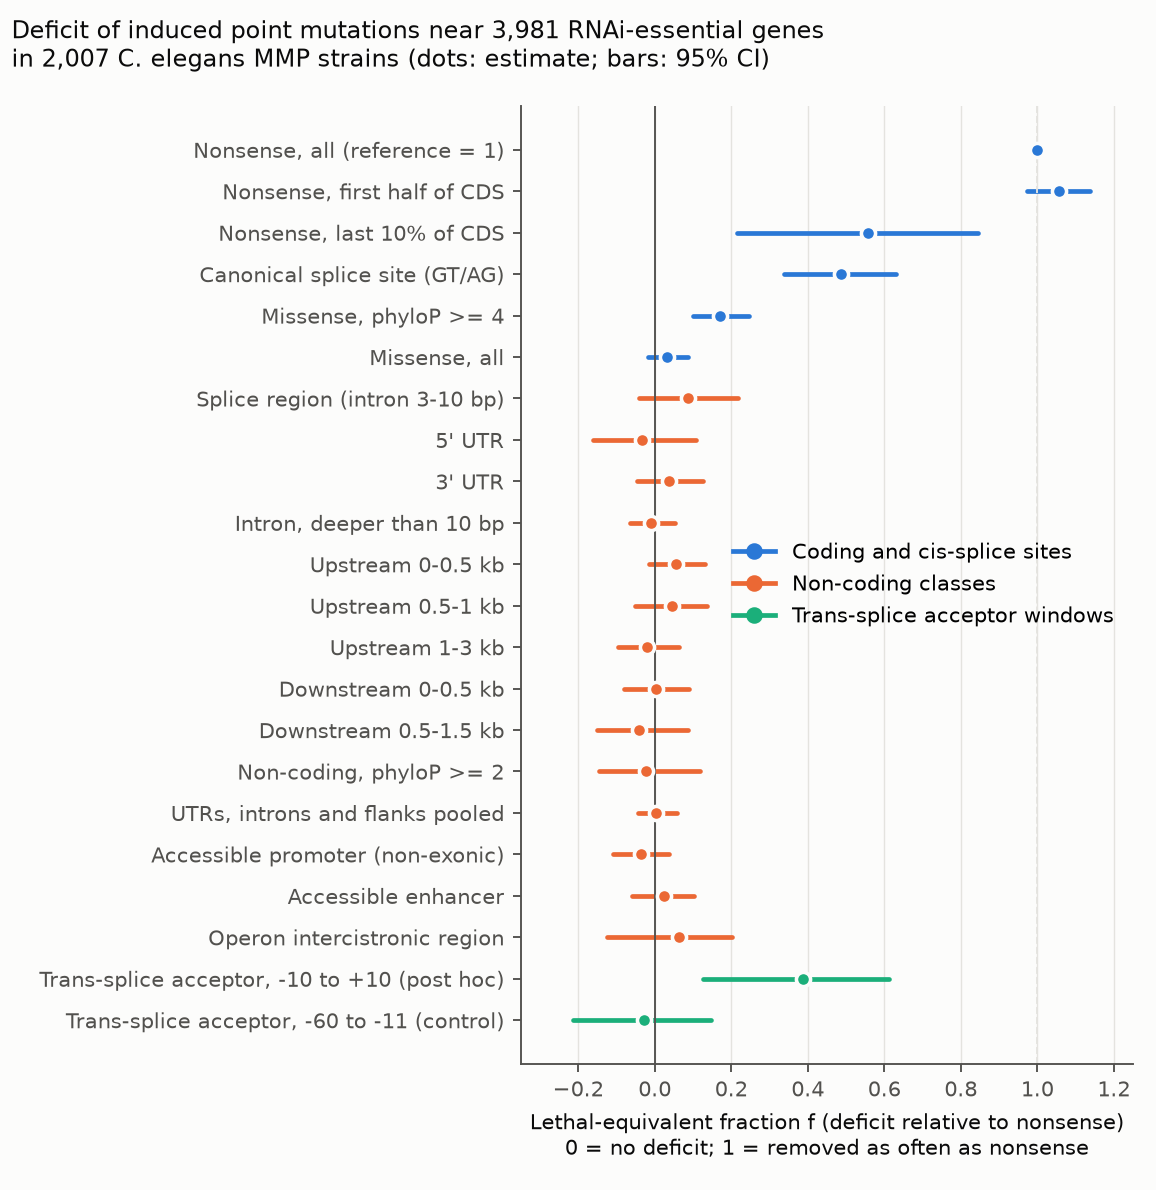 Deficit of induced point mutations near 3,981 RNAi-essential genes
in 2,007 C. elegans MMP strains (dots: estimate; bars: 95% CI)
Nonsense, all (reference = 1)
Nonsense, first half of CDS
Nonsense, last 10% of CDS
Canonical splice site (GT/AG)
Missense, phyloP >= 4
Missense, all
Splice region (intron 3-10 bp)
5' UTR
3' UTR
Intron, deeper than 10 bp
Upstream 0-0.5 kb
Upstream 0.5-1 kb
Upstream 1-3 kb
Downstream 0-0.5 kb
Downstream 0.5-1.5 kb
Non-coding, phyloP >= 2
UTRs, introns and flanks pooled
Accessible promoter (non-exonic)
Accessible enhancer
Operon intercistronic region
Trans-splice acceptor, -10 to +10 (post hoc)
Trans-splice acceptor, -60 to -11 (control)
Coding and cis-splice sites
Non-coding classes
Trans-splice acceptor windows
−0.2 0.0 0.2 0.4 0.6 0.8 1.0 1.2
Lethal-equivalent fraction f (deficit relative to nonsense)
0 = no deficit; 1 = removed as often as nonsense